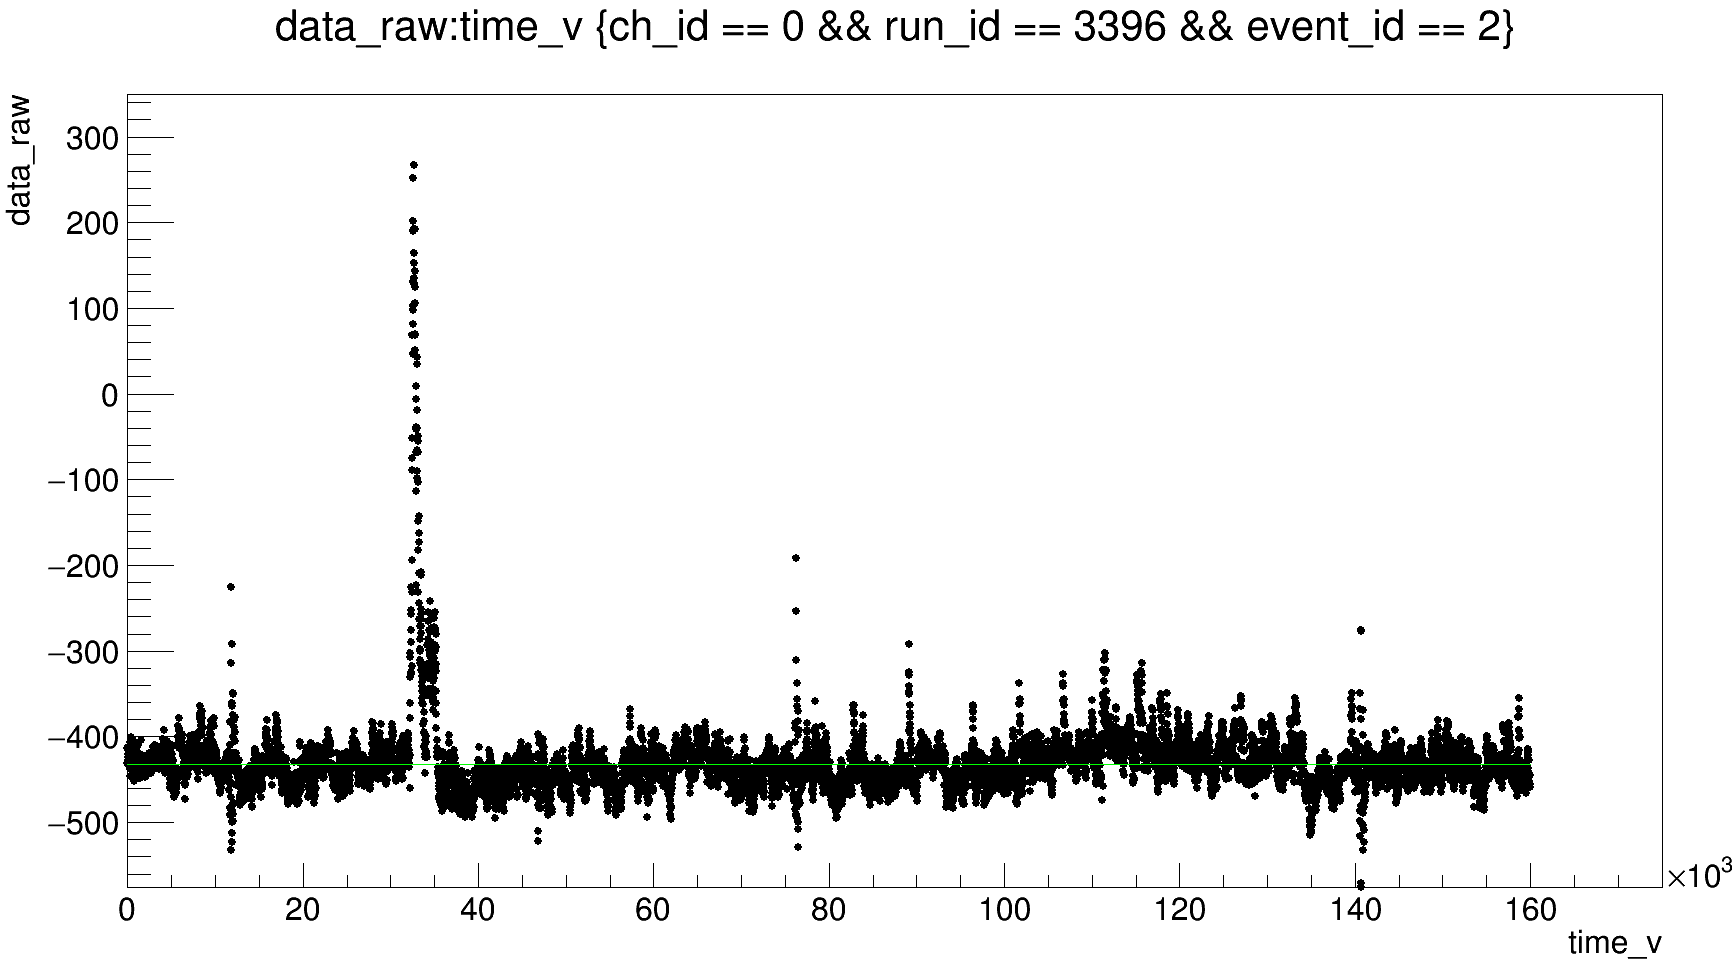 data_raw:time_v {ch_id == 0 && run_id == 3396 && event_id == 2}
data_raw
300
200
100
0
−100
−200
−300
−400
−500
0 20 40 60 80 100 120 140 160
×10³
time_v